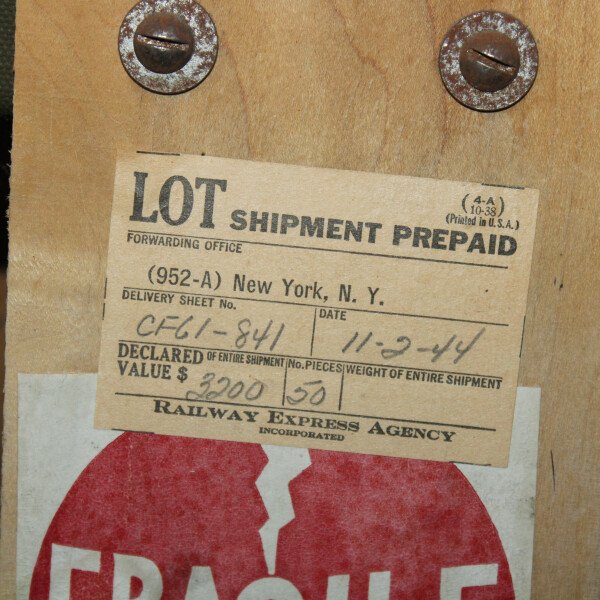 LOT SHIPMENT PREPAID
(4-A)
10-38
(Printed in U.S.A.)
FORWARDING OFFICE
(952-A) New York, N. Y.
DELIVERY SHEET No. DATE
CF61-841 11-2-44
DECLARED OF ENTIRE SHIPMENT No. PIECES WEIGHT OF ENTIRE SHIPMENT
VALUE $ 3200 50
RAILWAY EXPRESS AGENCY
INCORPORATED
FRAGILE